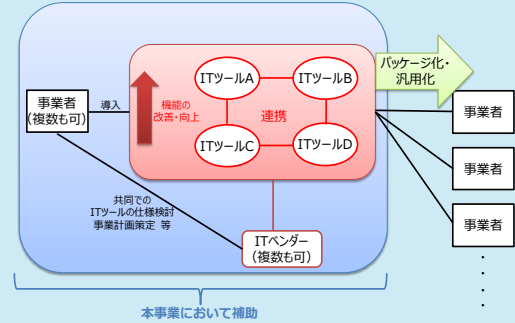 ITツールA
ITツールB
パッケージ化・
汎用化
事業者
(複数も可)
導入
機能の
改善・向上
連携
事業者
ITツールC
ITツールD
事業者
共同での
ITツールの仕様検討
事業計画策定 等
ITベンダー
(複数も可)
事業者
・
・
・
・
本事業において補助